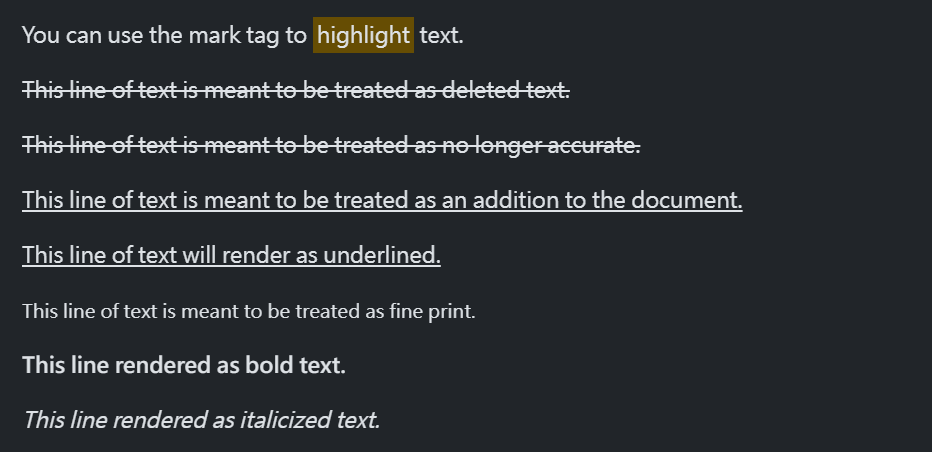 You can use the mark tag to highlight text.
This line of text is meant to be treated as deleted text.
This line of text is meant to be treated as no longer accurate.
This line of text is meant to be treated as an addition to the document.
This line of text will render as underlined.
This line of text is meant to be treated as fine print.
This line rendered as bold text.
This line rendered as italicized text.